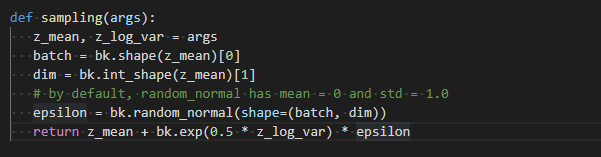 def sampling(args):
    z_mean, z_log_var = args
    batch = bk.shape(z_mean)[0]
    dim = bk.int_shape(z_mean)[1]
    # by default, random_normal has mean = 0 and std = 1.0
    epsilon = bk.random_normal(shape=(batch, dim))
    return z_mean + bk.exp(0.5 * z_log_var) * epsilon